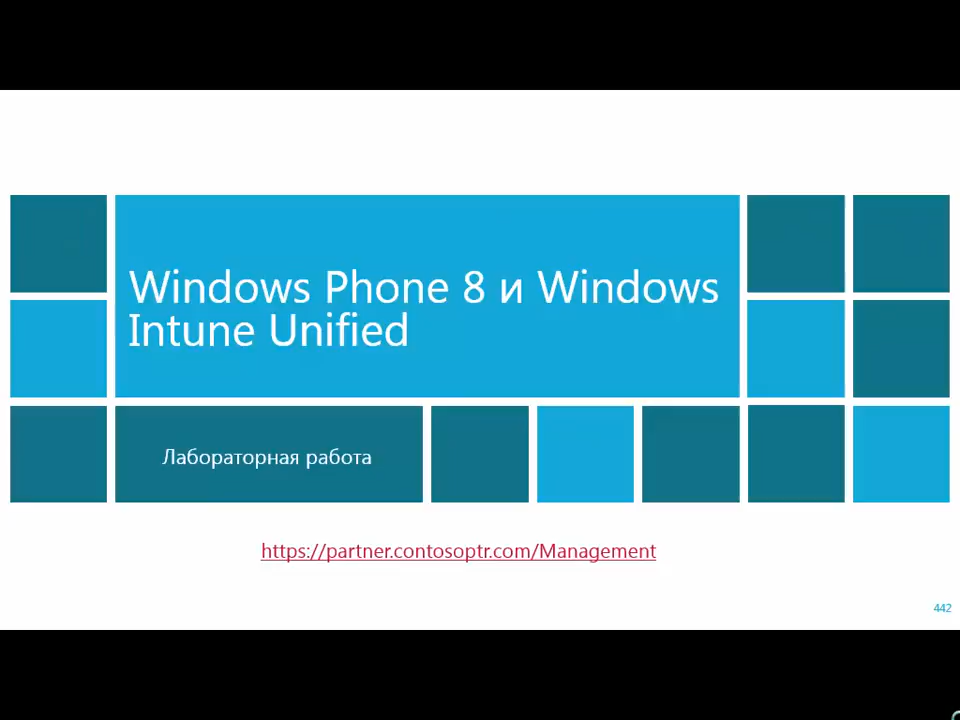 Windows Phone 8 и Windows
Intune Unified
Лабораторная работа
https://partner.contosoptr.com/Management
442